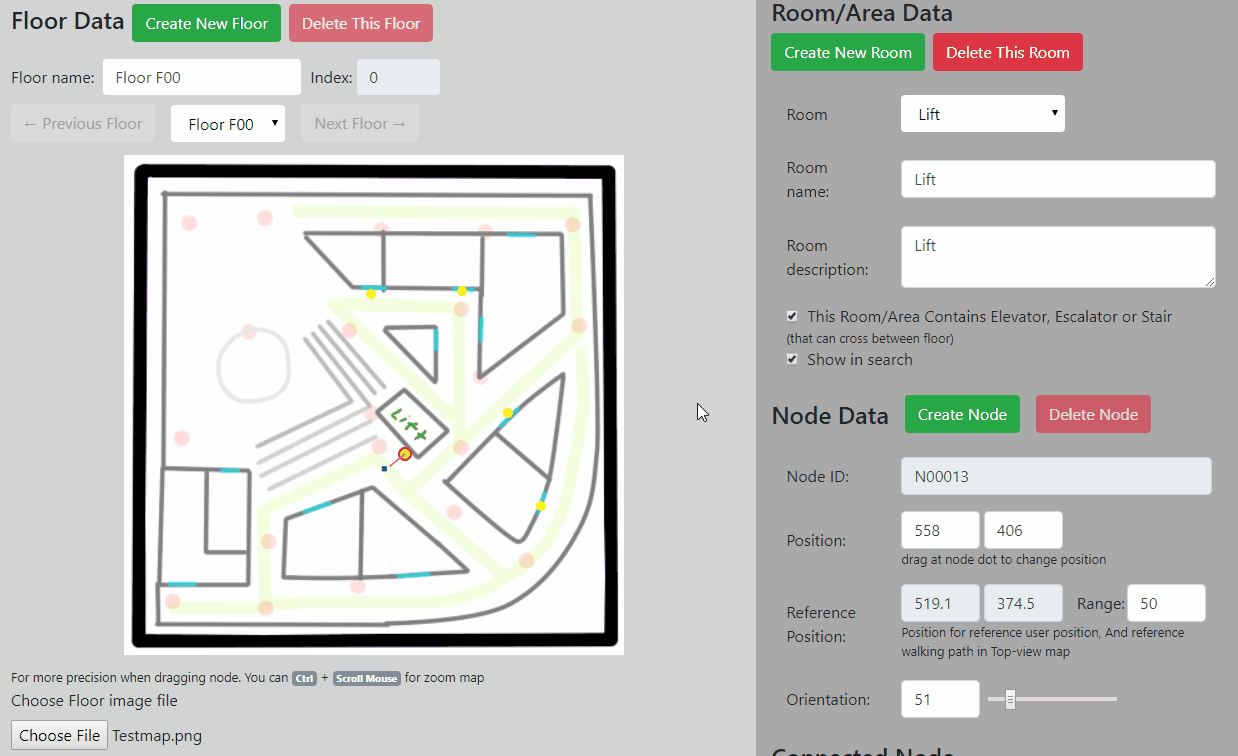 Floor Data Create New Floor Delete This Floor
Floor name: Floor F00 Index: 0
← Previous Floor Floor F00 Next Floor →
Lift
For more precision when dragging node. You can Ctrl + Scroll Mouse for zoom map
Choose Floor image file
Choose File Testmap.png
Room/Area Data
Create New Room Delete This Room
Room Lift
Room name: Lift
Room description: Lift
This Room/Area Contains Elevator, Escalator or Stair
(that can cross between floor)
Show in search
Node Data Create Node Delete Node
Node ID: N00013
Position: 558 406
drag at node dot to change position
Reference Position: 519.1 374.5 Range: 50
Position for reference user position, And reference
walking path in Top-view map
Orientation: 51
Connected Node